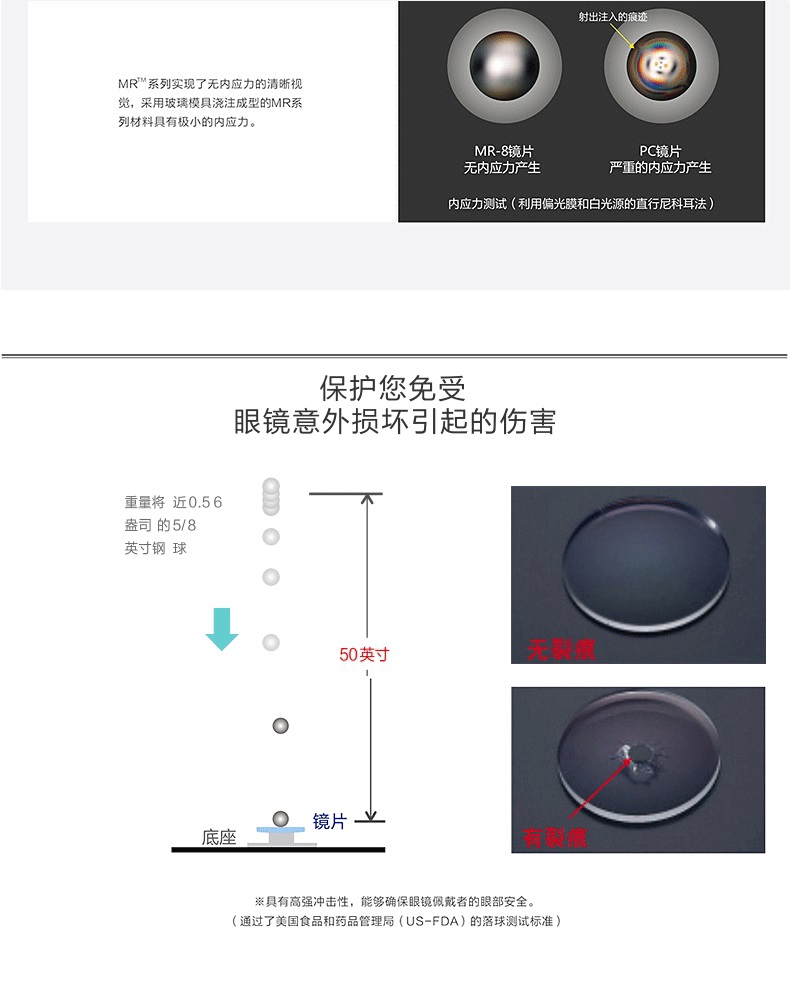 MR™系列实现了无内应力的清晰视
觉，采用玻璃模具浇注成型的MR系
列材料具有极小的内应力。
射出注入的痕迹
MR-8镜片
无内应力产生
PC镜片
严重的内应力产生
内应力测试（利用偏光膜和白光源的直行尼科耳法）
保护您免受
眼镜意外损坏引起的伤害
重量将 近0.56
盎司 的5/8
英寸钢 球
50英寸
镜片
底座
无裂痕
有裂痕
※具有高强冲击性，能够确保眼镜佩戴者的眼部安全。
（通过了美国食品和药品管理局（US-FDA）的落球测试标准）